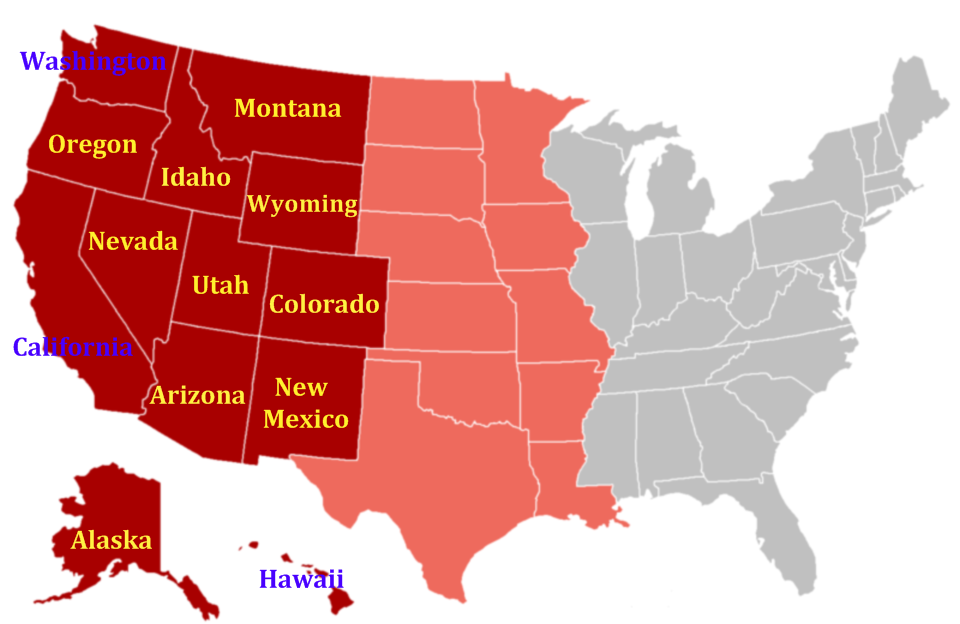 Washington
Montana
Oregon
Idaho
Wyoming
Nevada
Utah
Colorado
California
Arizona
New
Mexico
Alaska
Hawaii